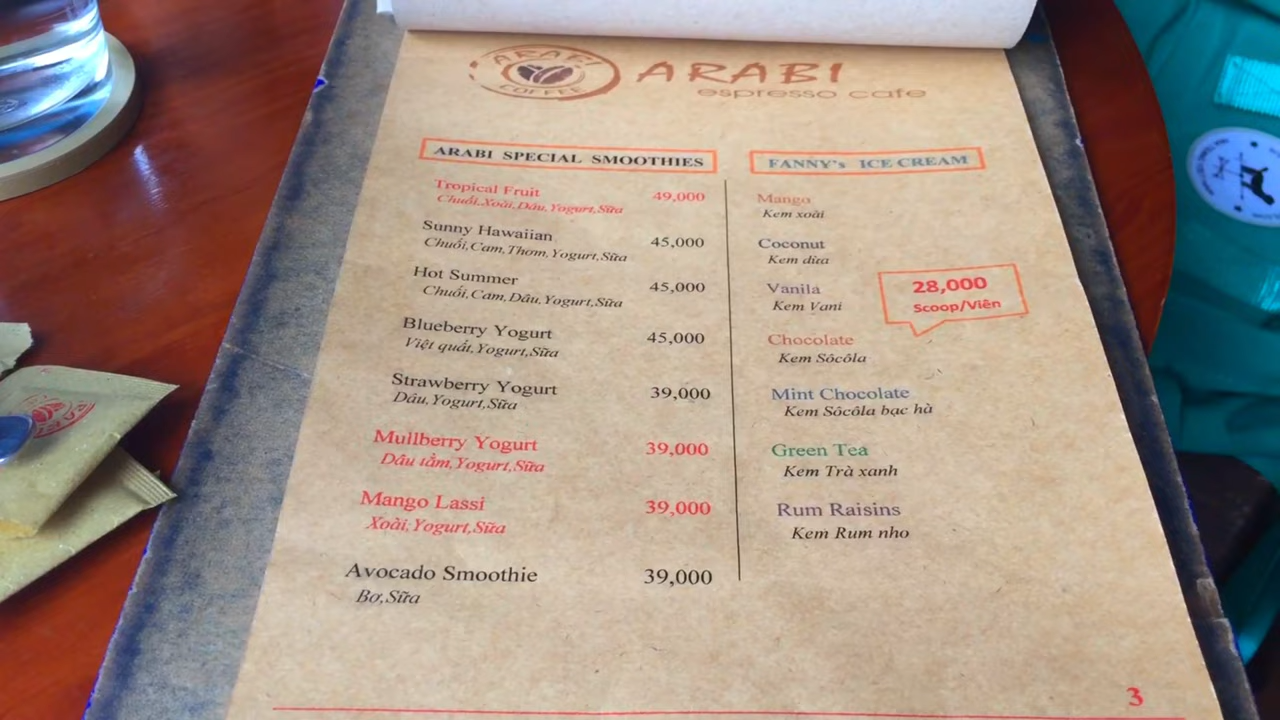 ARABI
COFFEE
ARABI
espresso cafe
ARABI SPECIAL SMOOTHIES
Tropical Fruit 49,000
Chuối,Xoài,Dâu,Yogurt,Sữa
Sunny Hawaiian 45,000
Chuối,Cam,Thơm,Yogurt,Sữa
Hot Summer 45,000
Chuối,Cam,Dâu,Yogurt,Sữa
Blueberry Yogurt 45,000
Việt quất,Yogurt,Sữa
Strawberry Yogurt 39,000
Dâu,Yogurt,Sữa
Mullberry Yogurt 39,000
Dâu tằm,Yogurt,Sữa
Mango Lassi 39,000
Xoài,Yogurt,Sữa
Avocado Smoothie 39,000
Bơ,Sữa
FANNY's ICE CREAM
Mango
Kem xoài
Coconut
Kem dừa
Vanila
Kem Vani
28,000
Scoop/Viên
Chocolate
Kem Sôcôla
Mint Chocolate
Kem Sôcôla bạc hà
Green Tea
Kem Trà xanh
Rum Raisins
Kem Rum nho
3